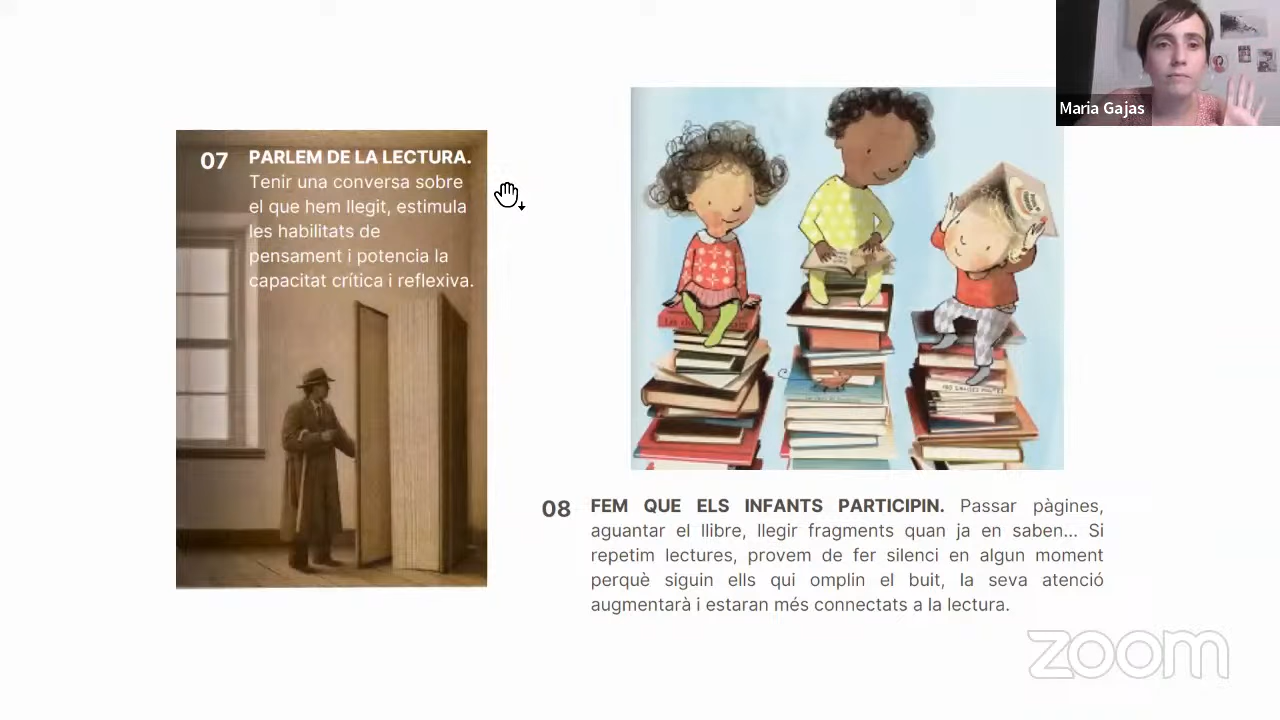 Maria Gajas
07 PARLEM DE LA LECTURA.
Tenir una conversa sobre
el que hem llegit, estimula
les habilitats de
pensament i potencia la
capacitat crítica i reflexiva.
08 FEM QUE ELS INFANTS PARTICIPIN. Passar pàgines,
aguantar el llibre, llegir fragments quan ja en saben... Si
repetim lectures, provem de fer silenci en algun moment
perquè siguin ells qui omplin el buit, la seva atenció
augmentarà i estaran més connectats a la lectura.
zoom